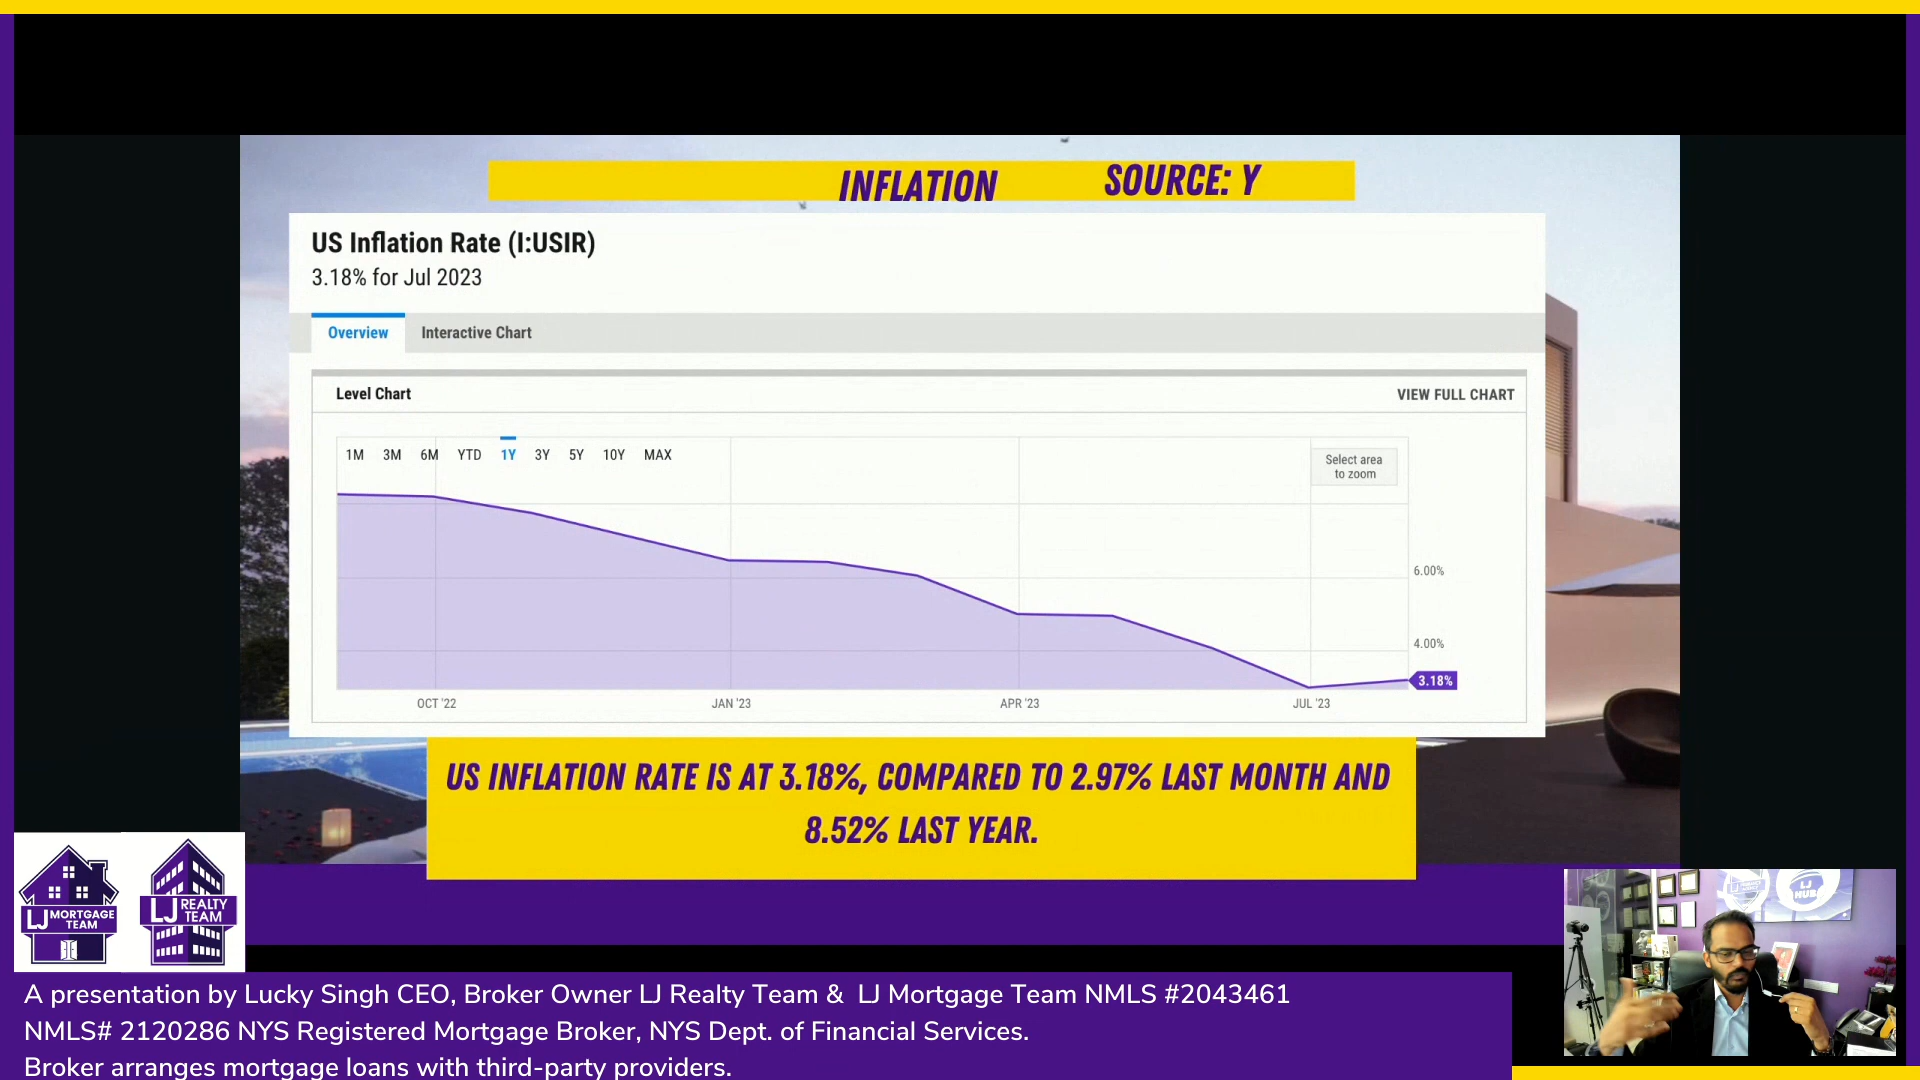 INFLATION
SOURCE: Y
US Inflation Rate (I:USIR)
3.18% for Jul 2023
Overview
Interactive Chart
Level Chart
VIEW FULL CHART
1M 3M 6M YTD 1Y 3Y 5Y 10Y MAX
Select area
to zoom
6.00%
4.00%
3.18%
OCT '22
JAN '23
APR '23
JUL '23
US INFLATION RATE IS AT 3.18%, COMPARED TO 2.97% LAST MONTH AND
8.52% LAST YEAR.
LJ MORTGAGE
TEAM
LJ REALTY
TEAM
LJ
HUB
A presentation by Lucky Singh CEO, Broker Owner LJ Realty Team & LJ Mortgage Team NMLS #2043461
NMLS# 2120286 NYS Registered Mortgage Broker, NYS Dept. of Financial Services.
Broker arranges mortgage loans with third-party providers.